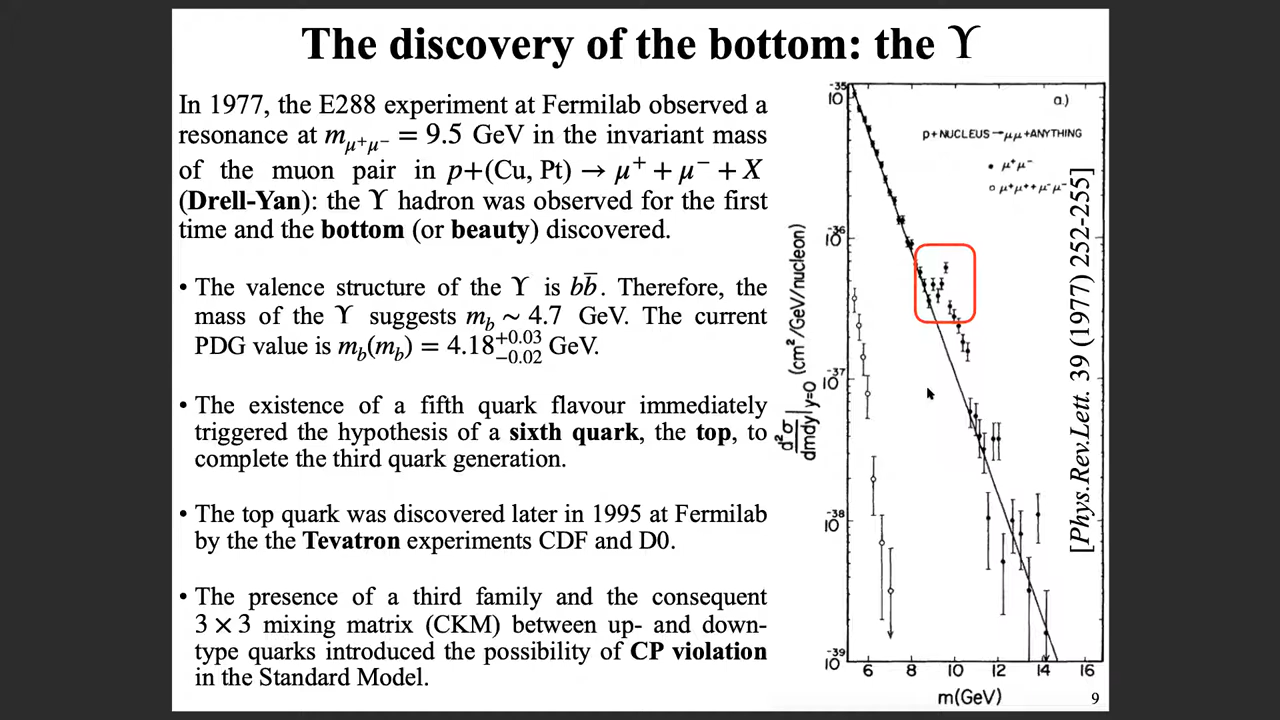 The discovery of the bottom: the ϒ
In 1977, the E288 experiment at Fermilab observed a
resonance at mμ+μ− = 9.5 GeV in the invariant mass
of the muon pair in p+(Cu, Pt) → μ+ + μ− + X
(Drell-Yan): the ϒ hadron was observed for the first
time and the bottom (or beauty) discovered.
• The valence structure of the ϒ is bb̅. Therefore, the
mass of the ϒ suggests mb ~ 4.7 GeV. The current
PDG value is mb(mb) = 4.18+0.03−0.02 GeV.
• The existence of a fifth quark flavour immediately
triggered the hypothesis of a sixth quark, the top, to
complete the third quark generation.
• The top quark was discovered later in 1995 at Fermilab
by the the Tevatron experiments CDF and D0.
• The presence of a third family and the consequent
3 × 3 mixing matrix (CKM) between up- and down-
type quarks introduced the possibility of CP violation
in the Standard Model.
a.)
p+NUCLEUS→μμ+ANYTHING
• μ+μ−
○ μ+μ+ + μ−μ−
10−35
10−36
10−37
10−38
10−39
d²σ/dmdy|y=0 (cm²/GeV/nucleon)
6 8 10 12 14 16
m(GeV)
[Phys.Rev.Lett. 39 (1977) 252-255]
9